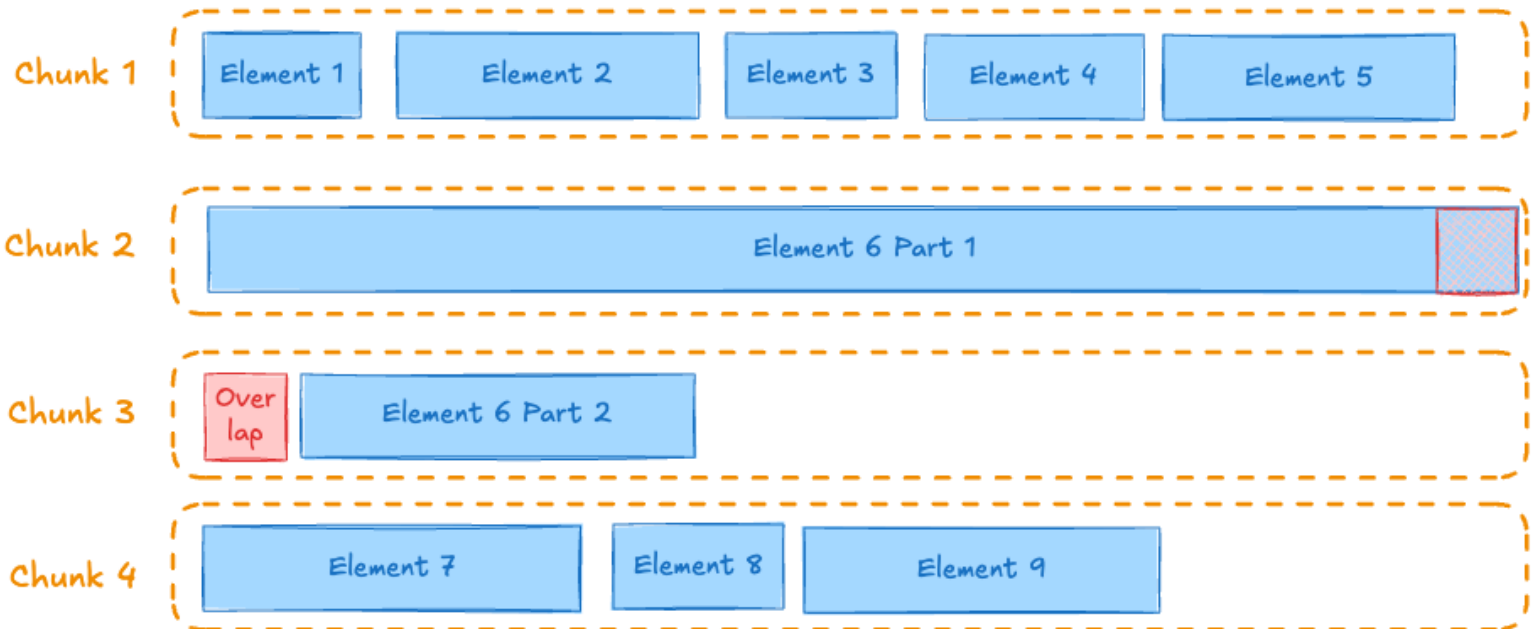 Chunk 1
Element 1
Element 2
Element 3
Element 4
Element 5
Chunk 2
Element 6 Part 1
Chunk 3
Over
lap
Element 6 Part 2
Chunk 4
Element 7
Element 8
Element 9